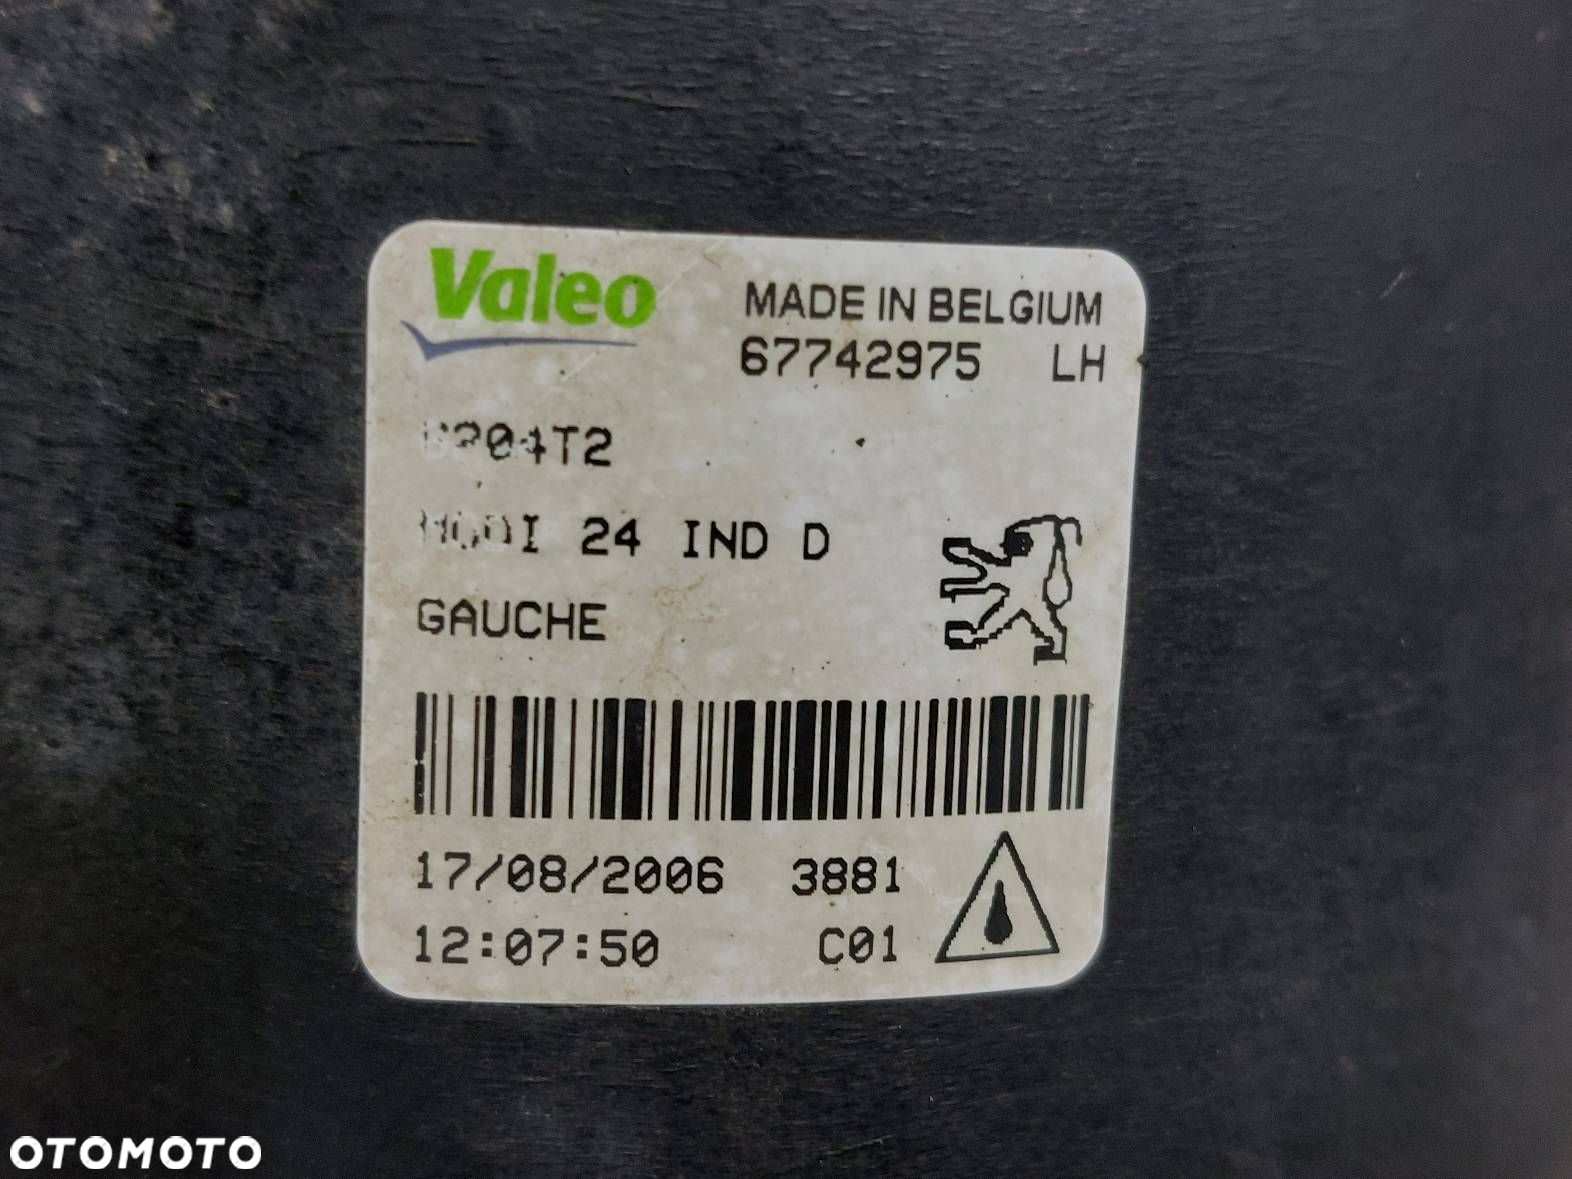 Valeo
MADE IN BELGIUM
67742975 LH
24 IND D
GAUCHE
17/08/2006 3881
12:07:50 C01
OTOMOTO